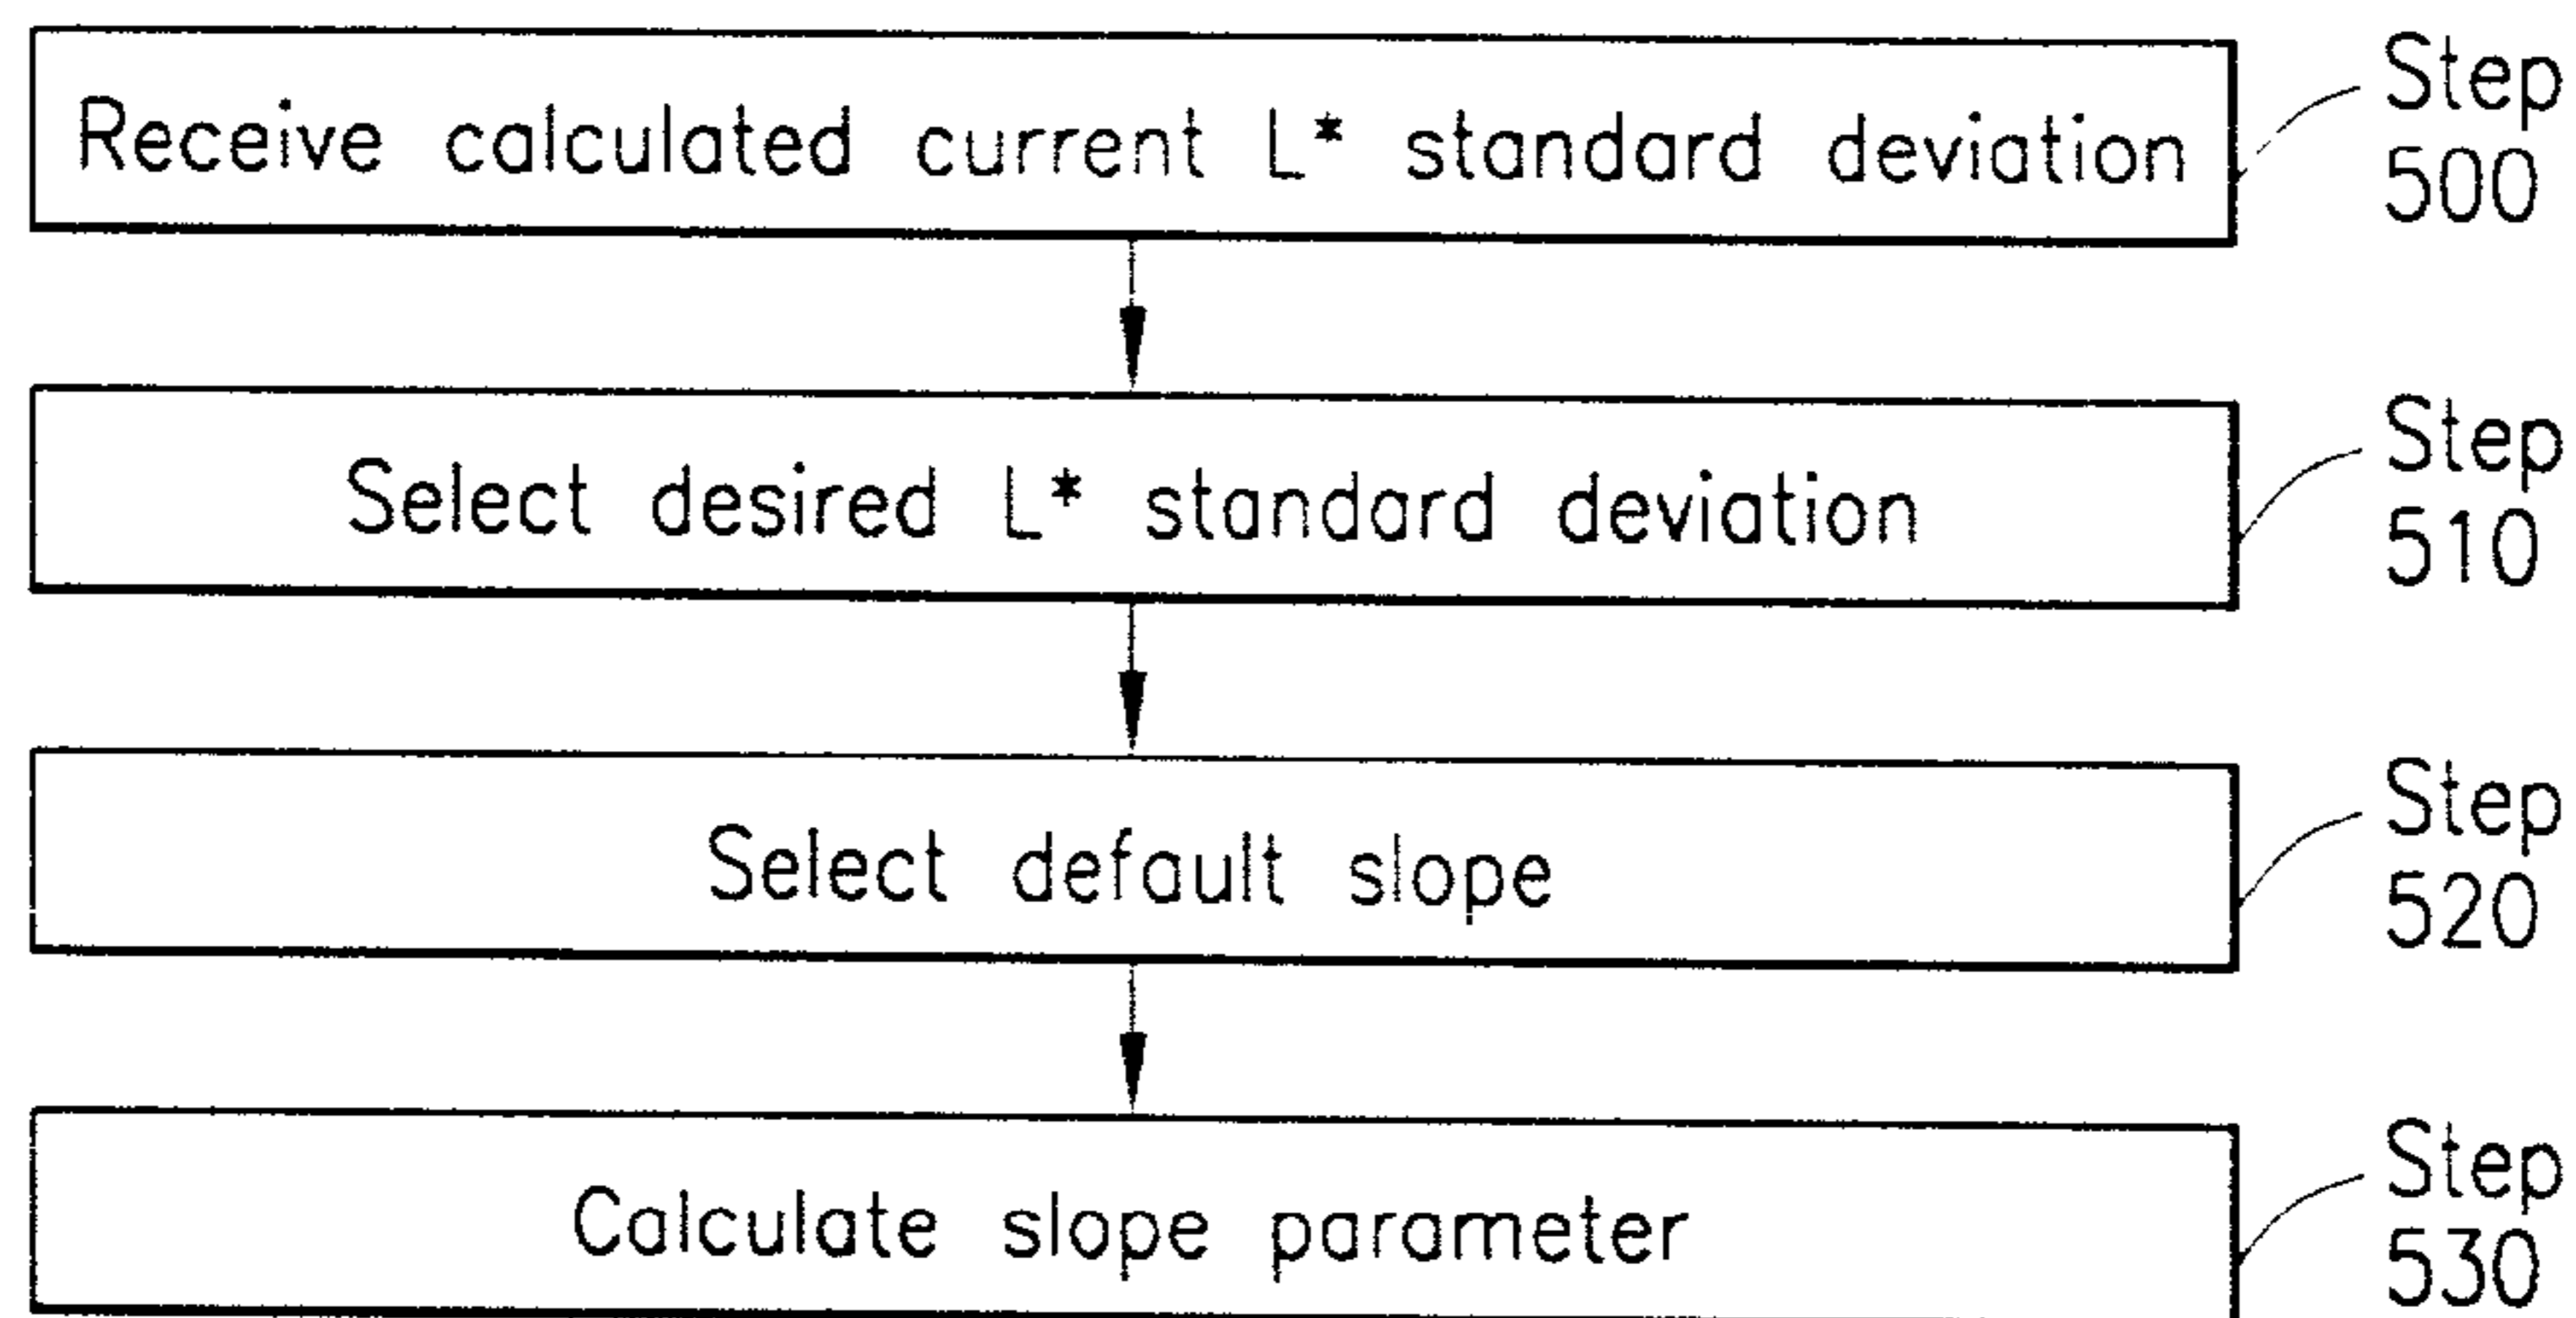 Receive calculated current L* standard deviation
Step
500
Select desired L* standard deviation
Step
510
Select default slope
Step
520
Calculate slope parameter
Step
530